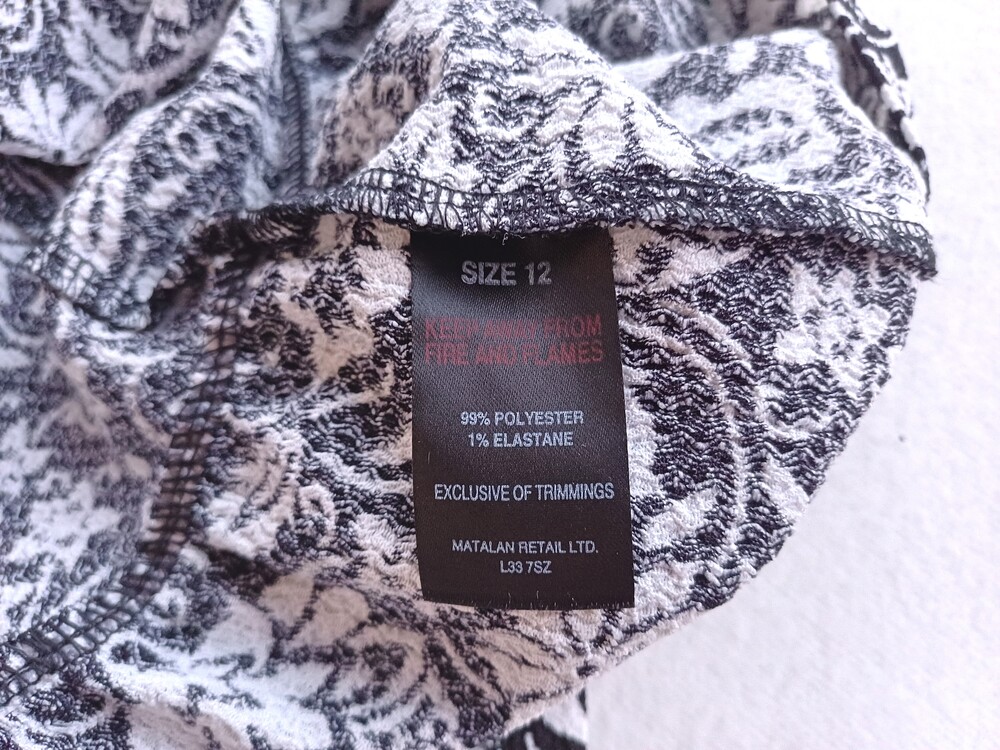 SIZE 12
KEEP AWAY FROM
FIRE AND FLAMES
99% POLYESTER
1% ELASTANE
EXCLUSIVE OF TRIMMINGS
MATALAN RETAIL LTD.
L33 7SZ